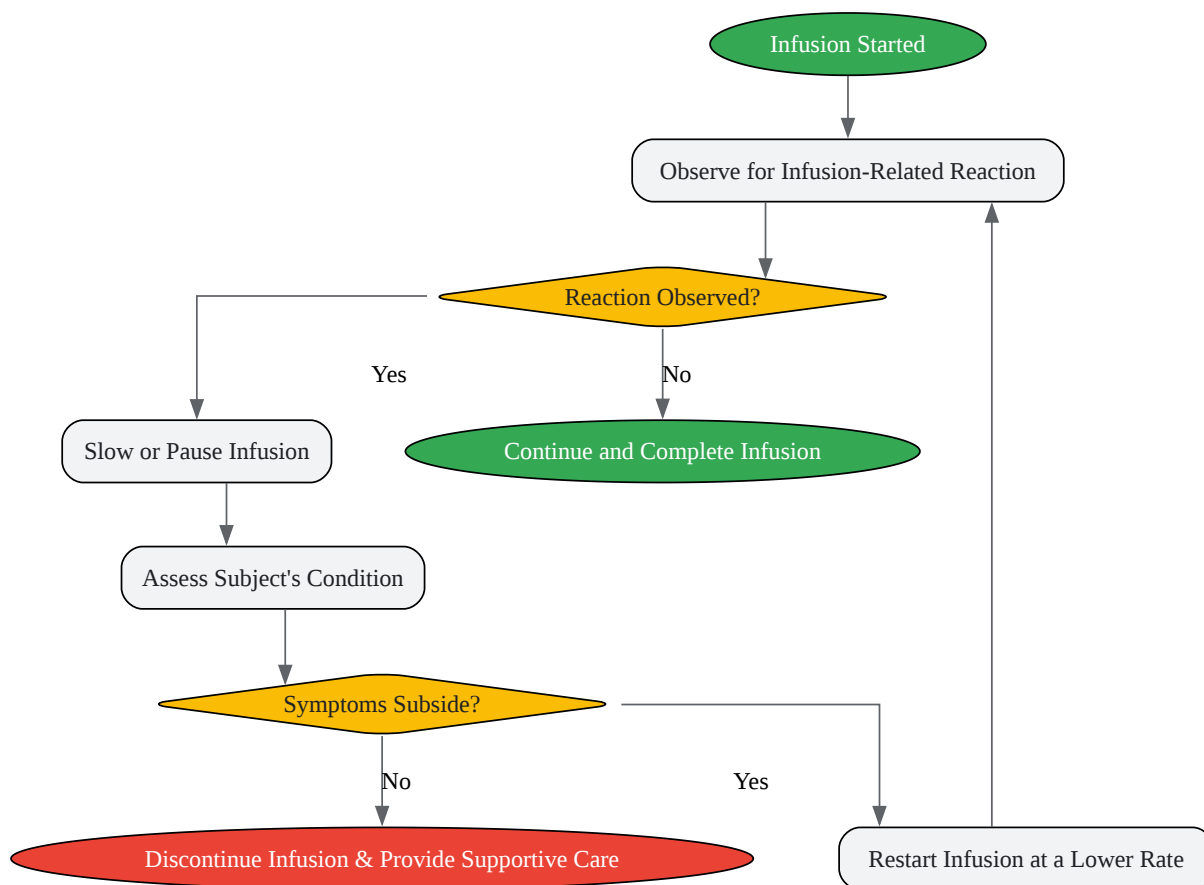 Infusion Started
Observe for Infusion-Related Reaction
Reaction Observed?
Yes
No
Slow or Pause Infusion
Continue and Complete Infusion
Assess Subject's Condition
Symptoms Subside?
No
Yes
Discontinue Infusion & Provide Supportive Care
Restart Infusion at a Lower Rate